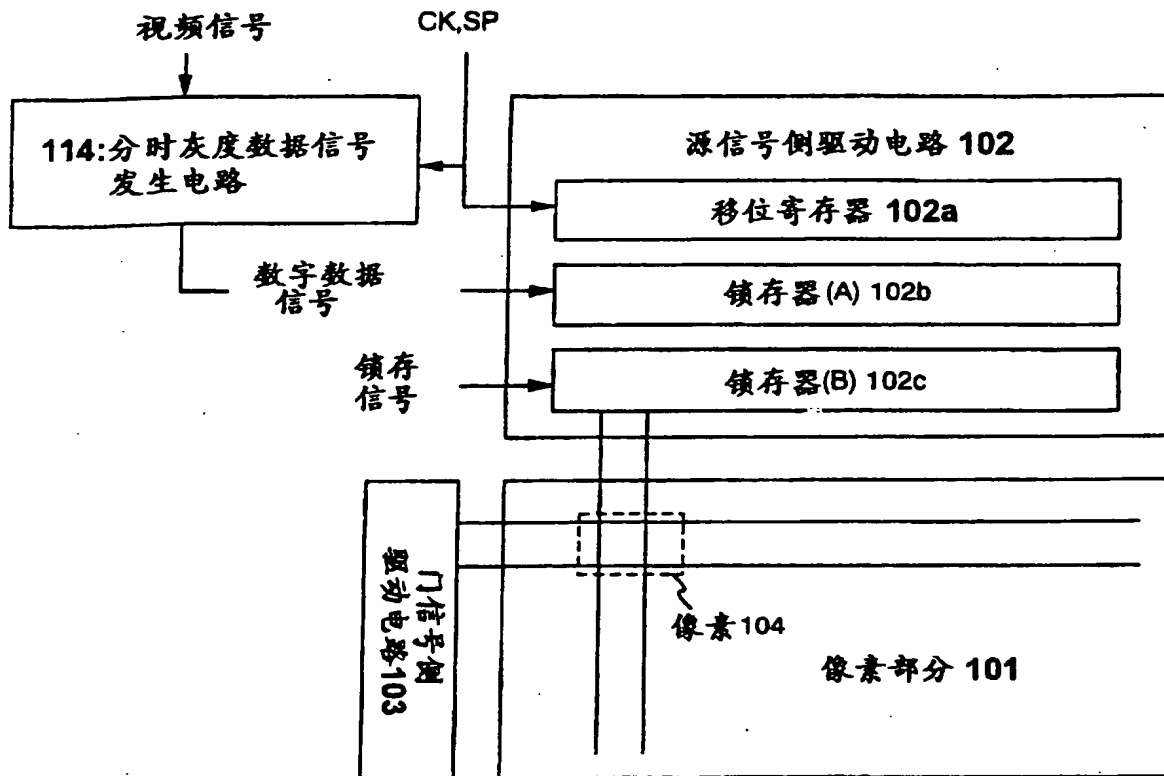 视频信号
CK,SP
114:分时灰度数据信号
发生电路
源信号侧驱动电路 102
移位寄存器 102a
数字数据
信号
锁存器(A) 102b
锁存
信号
锁存器(B) 102c
门信号侧
驱动电路103
像素104
像素部分 101